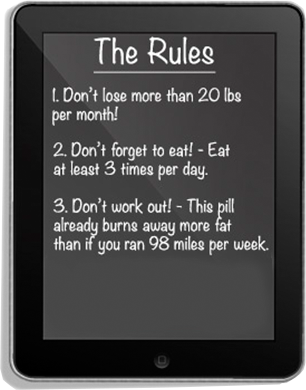 The Rules
1. Don't lose more than 20 lbs
per month!
2. Don't forget to eat! - Eat
at least 3 times per day.
3. Don't work out! - This pill
already burns away more fat
than if you ran 98 miles per week.